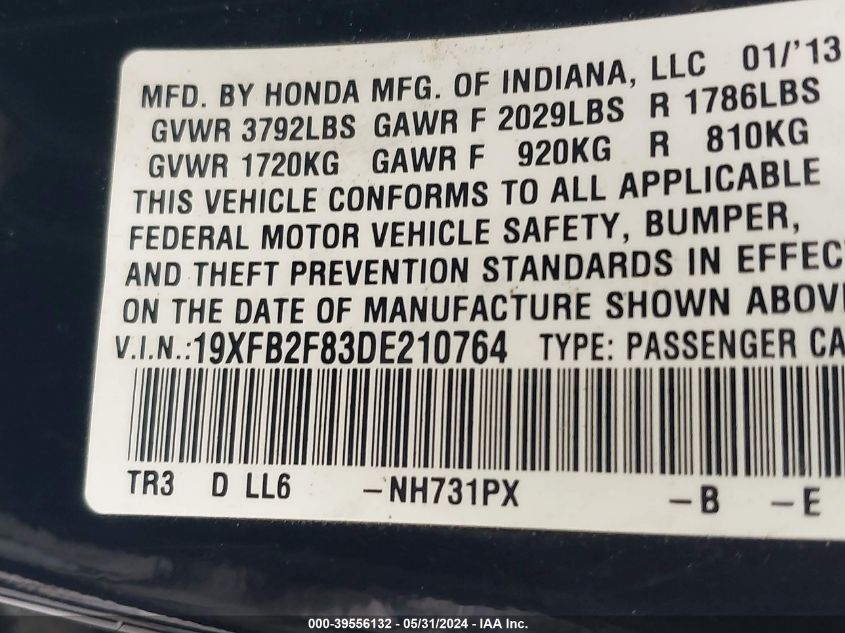 MFD. BY HONDA MFG. OF INDIANA, LLC 01/'13
GVWR 3792LBS GAWR F 2029LBS R 1786LBS
GVWR 1720KG GAWR F 920KG R 810KG
THIS VEHICLE CONFORMS TO ALL APPLICABLE
FEDERAL MOTOR VEHICLE SAFETY, BUMPER,
AND THEFT PREVENTION STANDARDS IN EFFEC
ON THE DATE OF MANUFACTURE SHOWN ABOV
V.I.N.:19XFB2F83DE210764 TYPE: PASSENGER CA
TR3 D LL6 -NH731PX -B -E
000-39556132 - 05/31/2024 - IAA Inc.